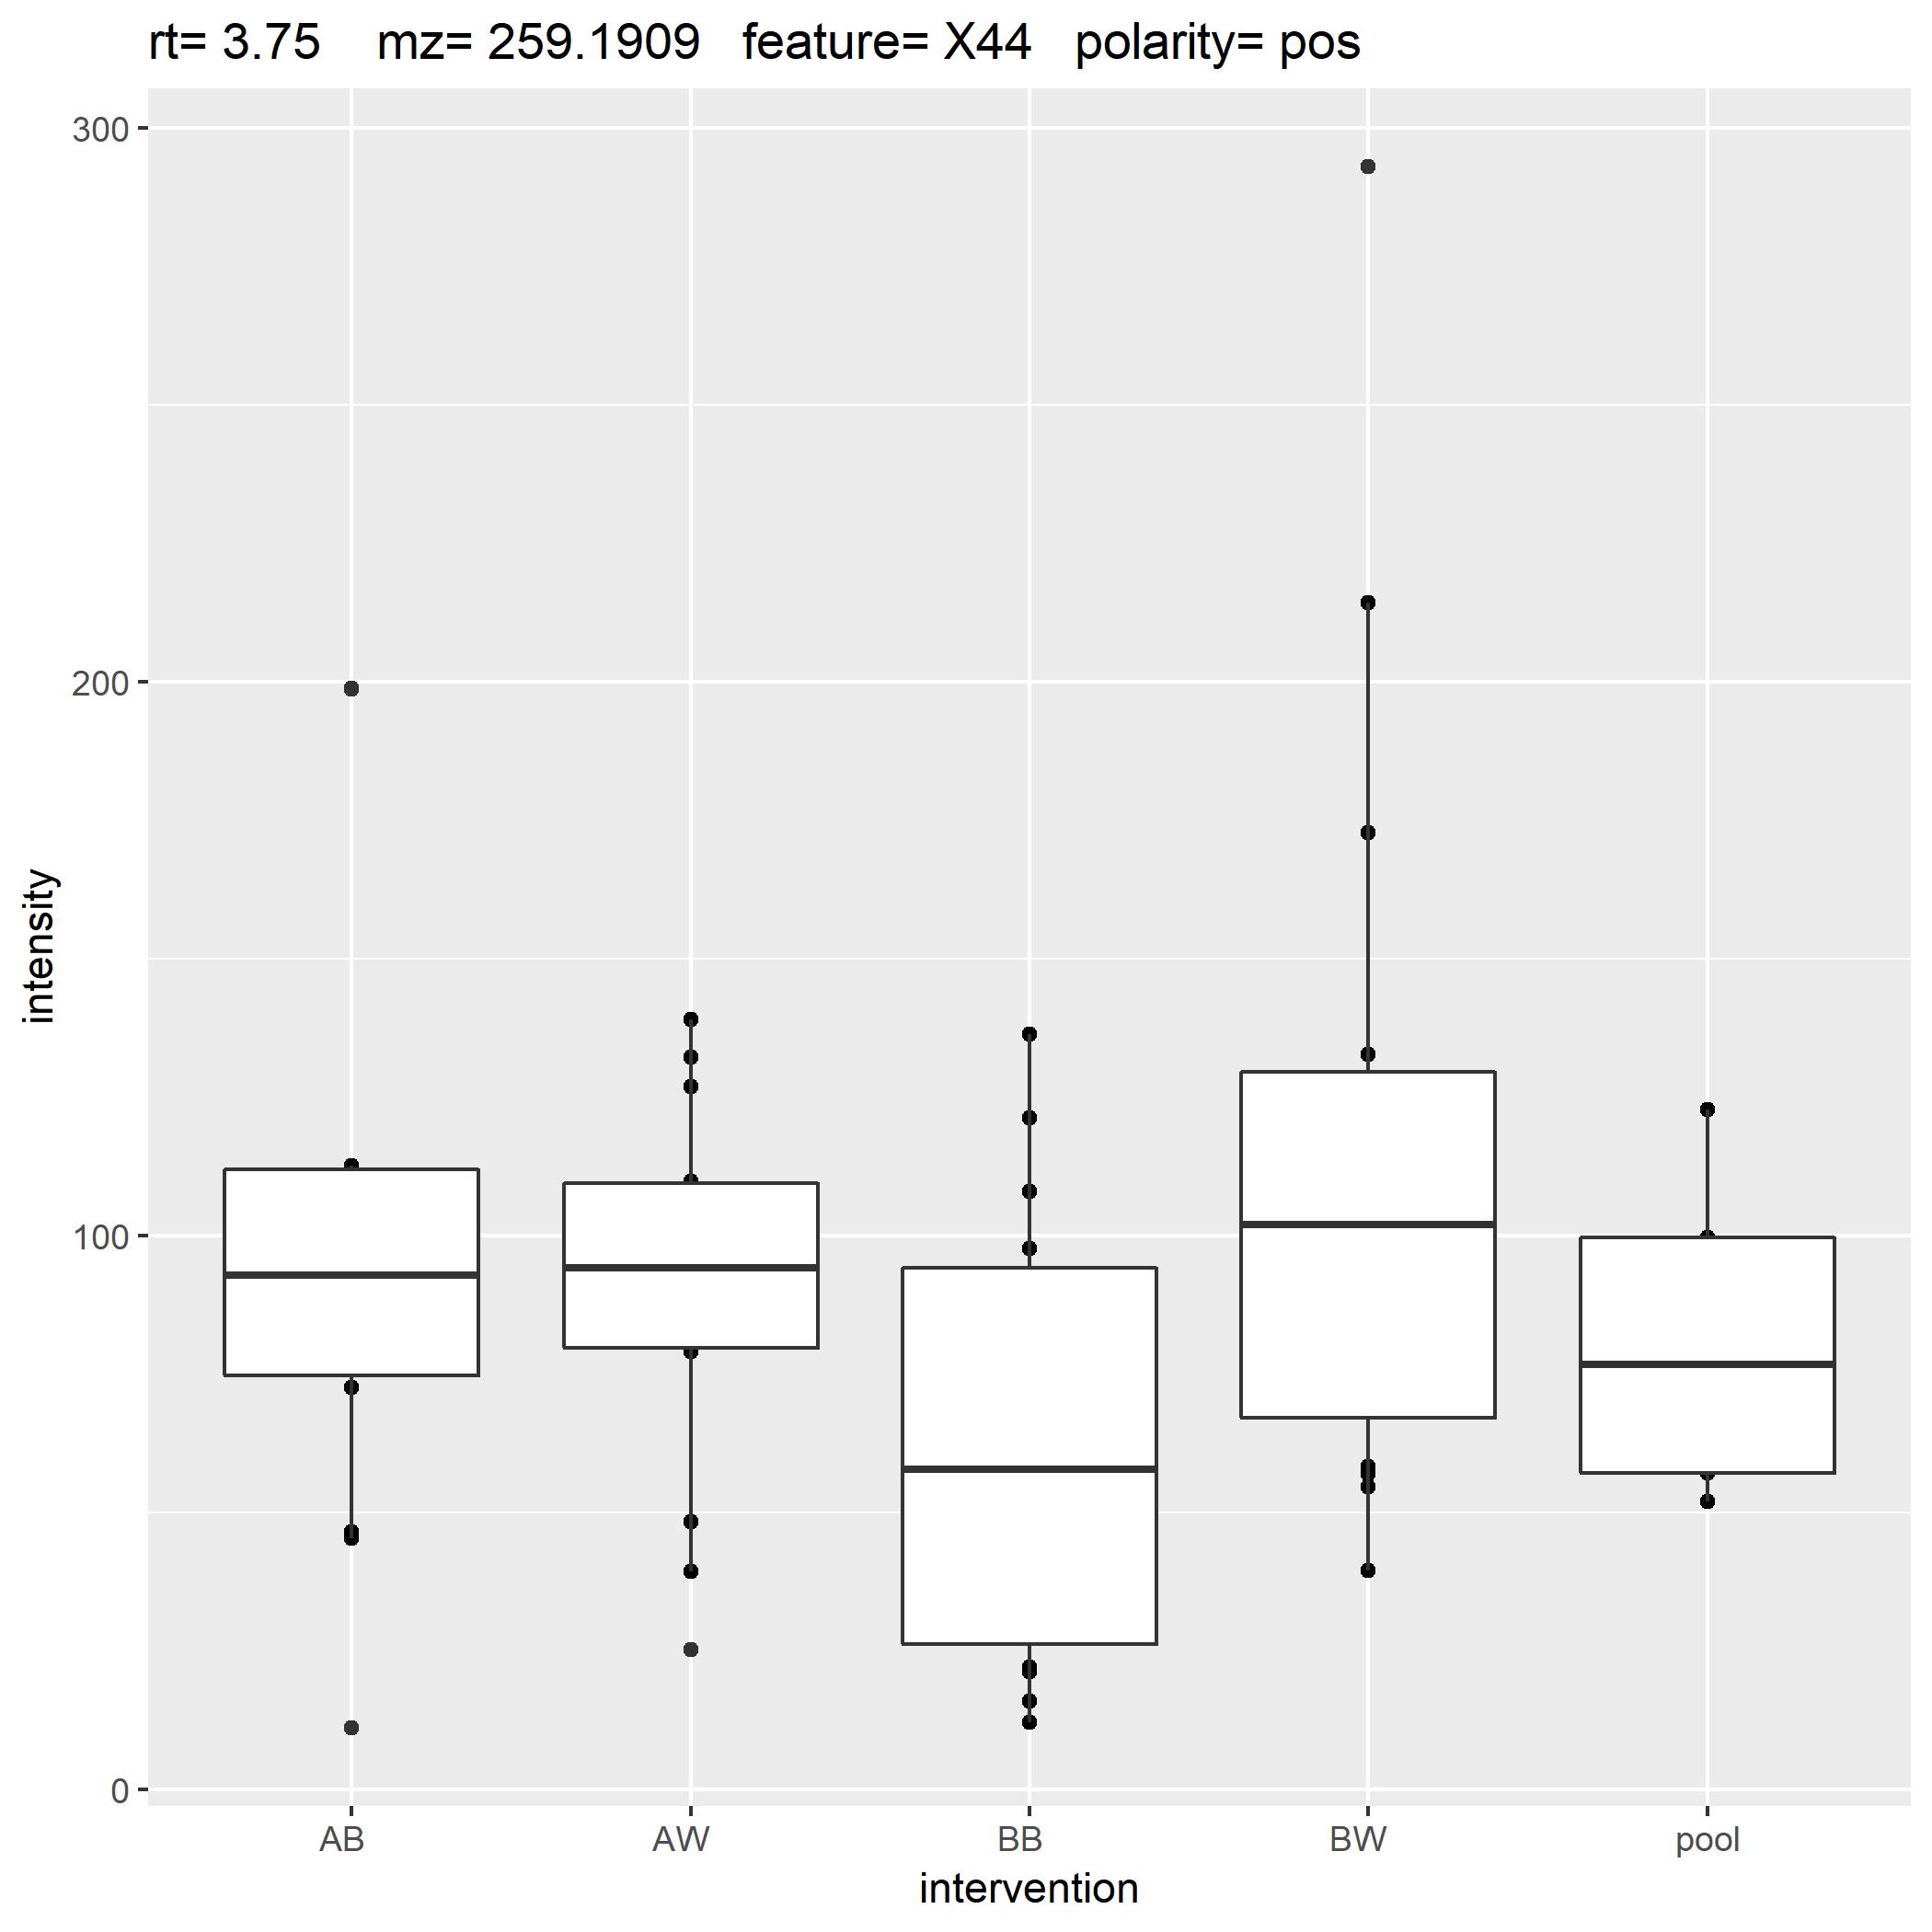 rt= 3.75    mz= 259.1909   feature= X44   polarity= pos
300
200
100
0
intensity
AB AW BB BW pool
intervention